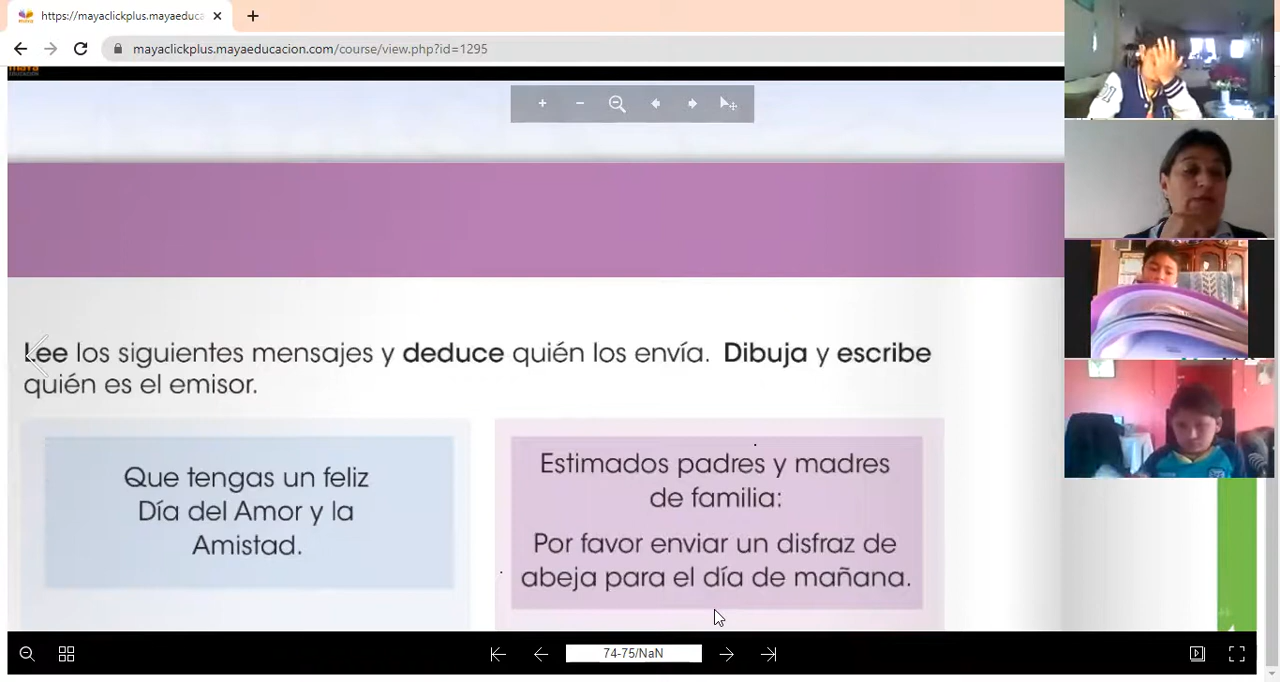 https://mayaclickplus.mayaeduca
mayaclickplus.mayaeducacion.com/course/view.php?id=1295
Lee los siguientes mensajes y deduce quién los envía. Dibuja y escribe
quién es el emisor.
Que tengas un feliz
Día del Amor y la
Amistad.
Estimados padres y madres
de familia:
Por favor enviar un disfraz de
abeja para el día de mañana.
74-75/NaN